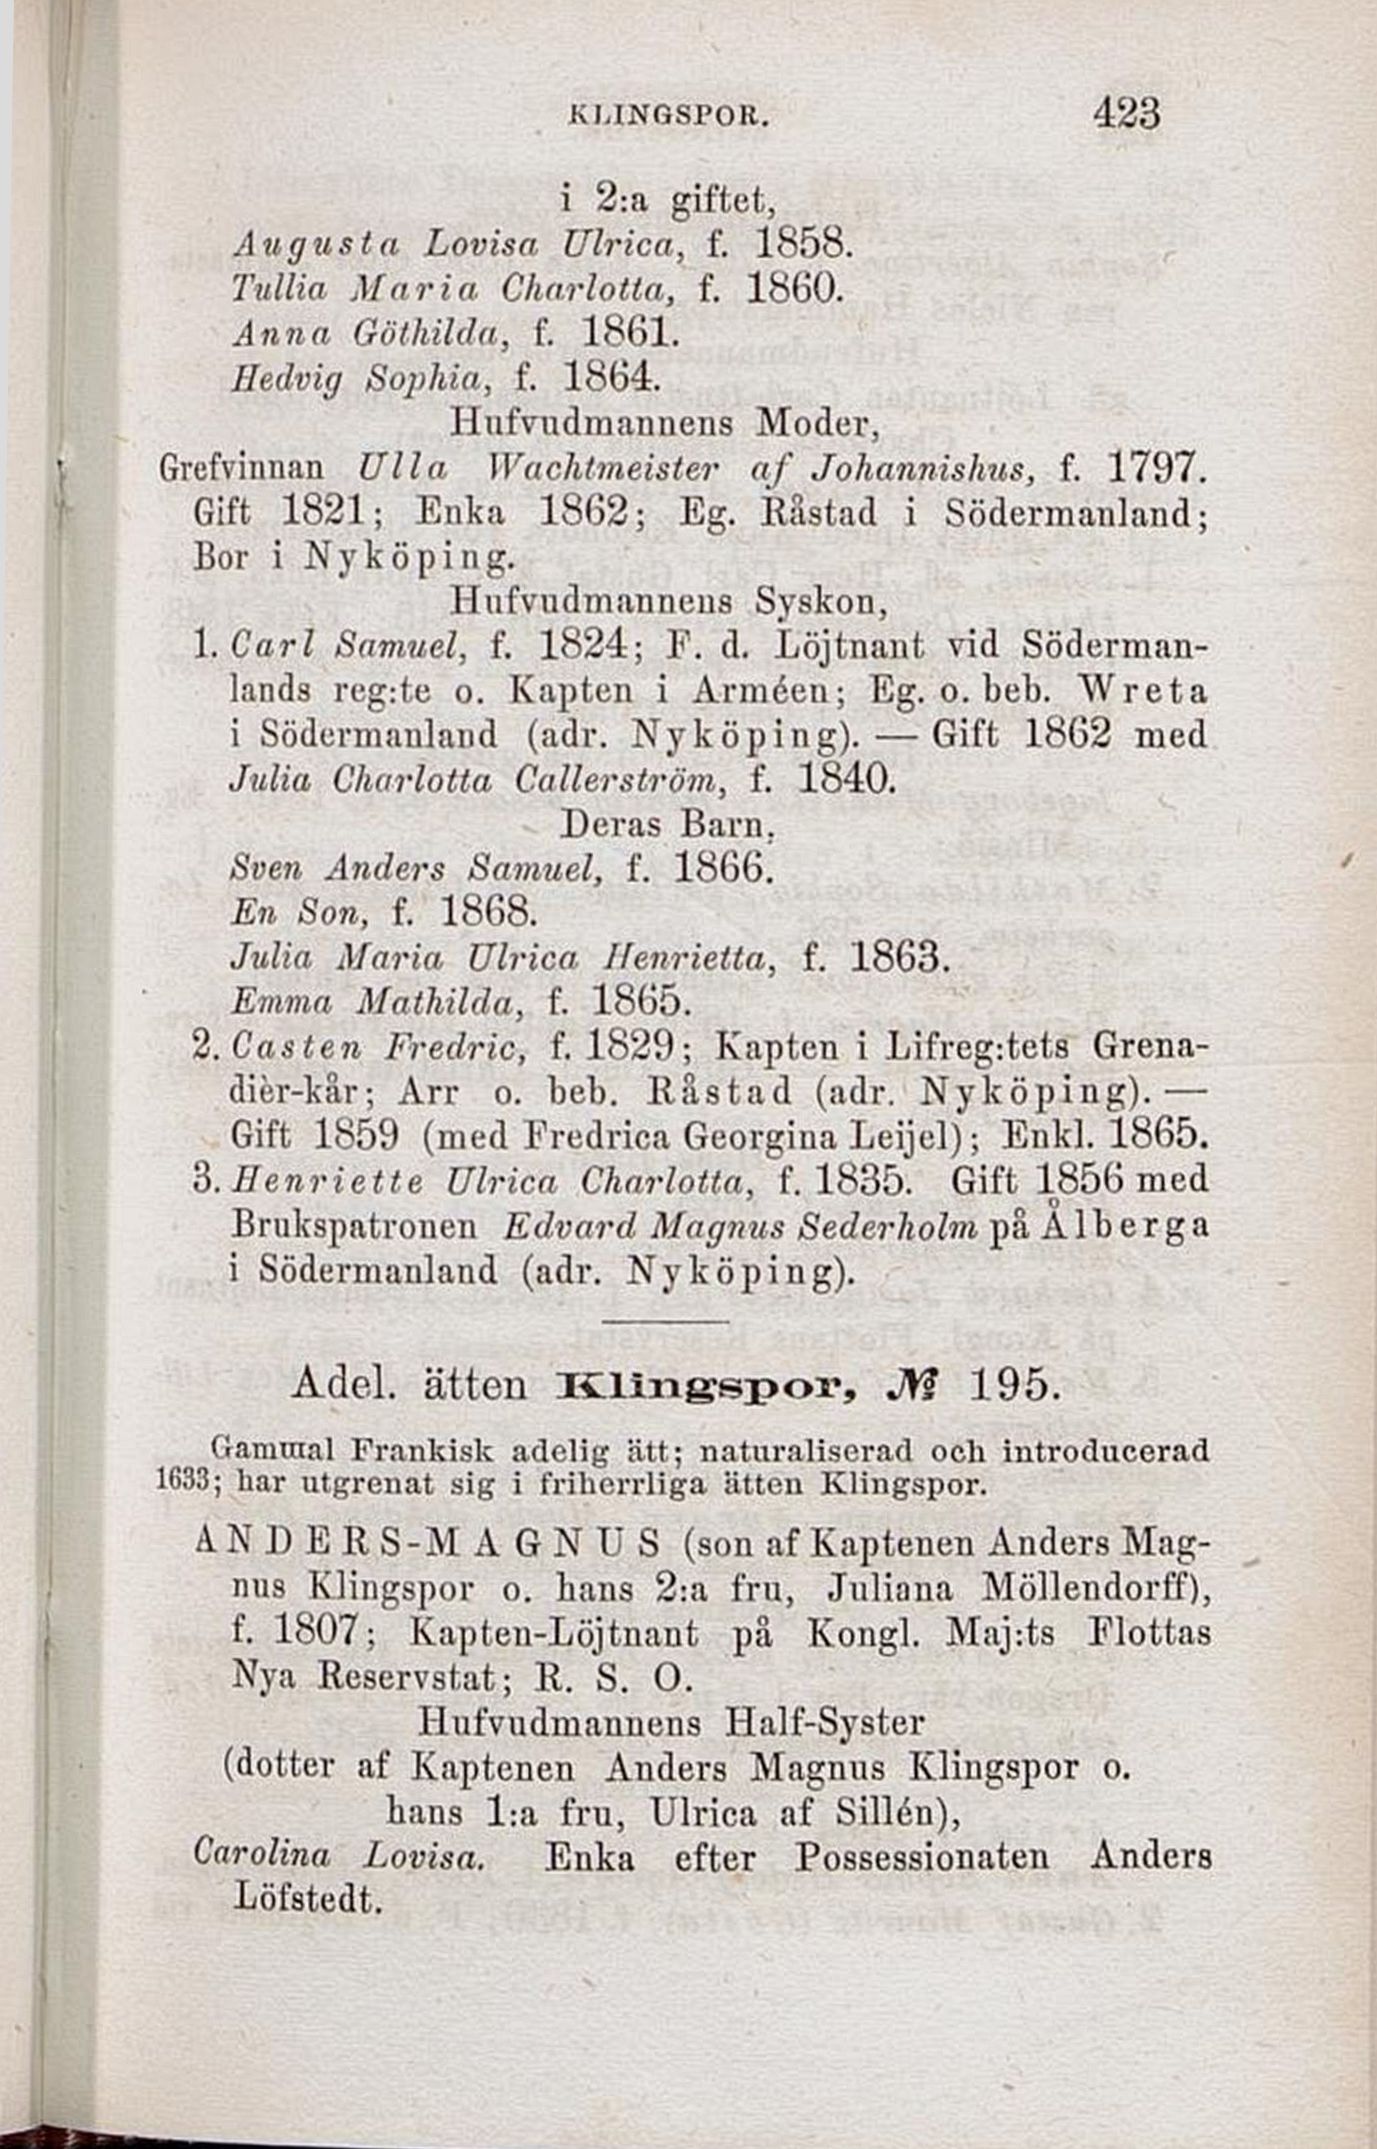 KLINGSPOR. 423
i 2:a giftet,
Augusta Lovisa Ulrica, f. 1858.
Tullia Maria Charlotta, f. 1860.
Anna Göthilda, f. 1861.
Hedvig Sophia, f. 1864.
Hufvudmannens Moder,
Grefvinnan Ulla Wachtmeister af Johannishus, f. 1797.
Gift 1821; Enka 1862; Eg. Råstad i Södermanland;
Bor i Nyköping.
Hufvudmannens Syskon,
1. Carl Samuel, f. 1824; F. d. Löjtnant vid Söderman-
lands reg:te o. Kapten i Arméen; Eg. o. beb. Wreta
i Södermanland (adr. Nyköping). — Gift 1862 med
Julia Charlotta Callerström, f. 1840.
Deras Barn,
Sven Anders Samuel, f. 1866.
En Son, f. 1868.
Julia Maria Ulrica Henrietta, f. 1863.
Emma Mathilda, f. 1865.
2. Casten Fredric, f. 1829; Kapten i Lifreg:tets Grena-
dièr-kår; Arr o. beb. Råstad (adr. Nyköping). —
Gift 1859 (med Fredrica Georgina Leijel); Enkl. 1865.
3. Henriette Ulrica Charlotta, f. 1835. Gift 1856 med
Brukspatronen Edvard Magnus Sederholm på Ålberga
i Södermanland (adr. Nyköping).
Adel. ätten Klingspor, № 195.
Gammal Frankisk adelig ätt; naturaliserad och introducerad
1633; har utgrenat sig i friherrliga ätten Klingspor.
ANDERS-MAGNUS (son af Kaptenen Anders Mag-
nus Klingspor o. hans 2:a fru, Juliana Möllendorff),
f. 1807; Kapten-Löjtnant på Kongl. Maj:ts Flottas
Nya Reservstat; R. S. O.
Hufvudmannens Half-Syster
(dotter af Kaptenen Anders Magnus Klingspor o.
hans 1:a fru, Ulrica af Sillén),
Carolina Lovisa. Enka efter Possessionaten Anders
Löfstedt.